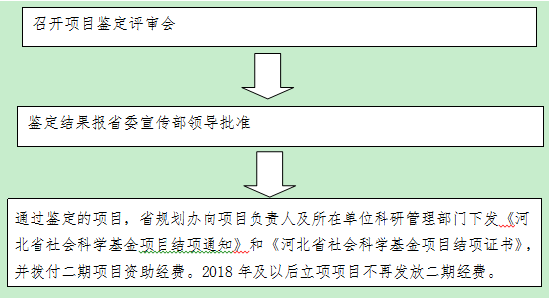 召开项目鉴定评审会
鉴定结果报省委宣传部领导批准
通过鉴定的项目，省规划办向项目负责人及所在单位科研管理部门下发《河
北省社会科学基金项目结项通知》和《河北省社会科学基金项目结项证书》，
并拨付二期项目资助经费。2018 年及以后立项项目不再发放二期经费。